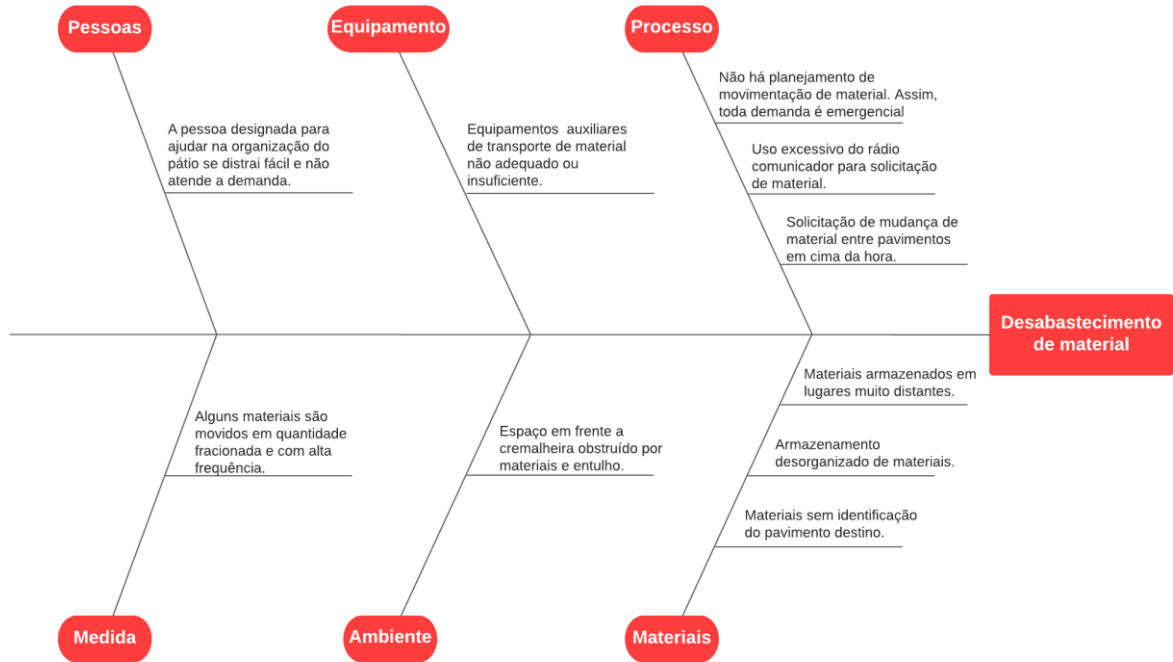 Pessoas
Equipamento
Processo
Não há planejamento de
movimentação de material. Assim,
toda demanda é emergencial
A pessoa designada para
ajudar na organização do
pátio se distrai fácil e não
atende a demanda.
Equipamentos auxiliares
de transporte de material
não adequado ou
insuficiente.
Uso excessivo do rádio
comunicador para solicitação
de material.
Solicitação de mudança de
material entre pavimentos
em cima da hora.
Desabastecimento
de material
Alguns materiais são
movidos em quantidade
fracionada e com alta
frequência.
Espaço em frente a
cremalheira obstruído por
materiais e entulho.
Materiais armazenados em
lugares muito distantes.
Armazenamento
desorganizado de materiais.
Materiais sem identificação
do pavimento destino.
Medida
Ambiente
Materiais